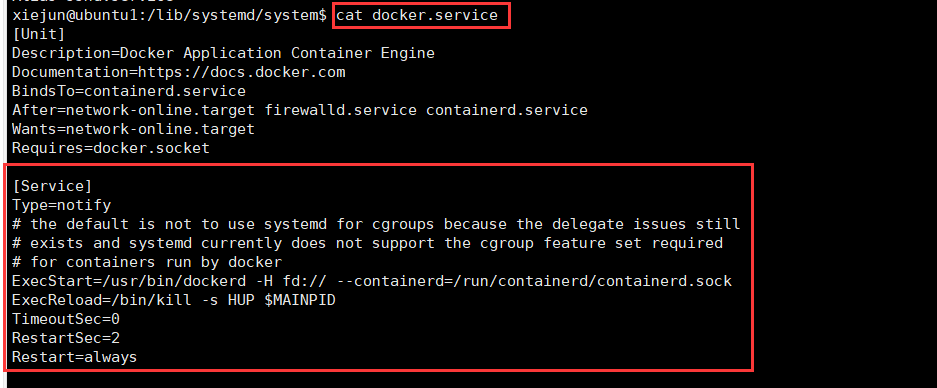 xiejun@ubuntu1:/lib/systemd/system$ cat docker.service
[Unit]
Description=Docker Application Container Engine
Documentation=https://docs.docker.com
BindsTo=containerd.service
After=network-online.target firewalld.service containerd.service
Wants=network-online.target
Requires=docker.socket
[Service]
Type=notify
# the default is not to use systemd for cgroups because the delegate issues still
# exists and systemd currently does not support the cgroup feature set required
# for containers run by docker
ExecStart=/usr/bin/dockerd -H fd:// --containerd=/run/containerd/containerd.sock
ExecReload=/bin/kill -s HUP $MAINPID
TimeoutSec=0
RestartSec=2
Restart=always